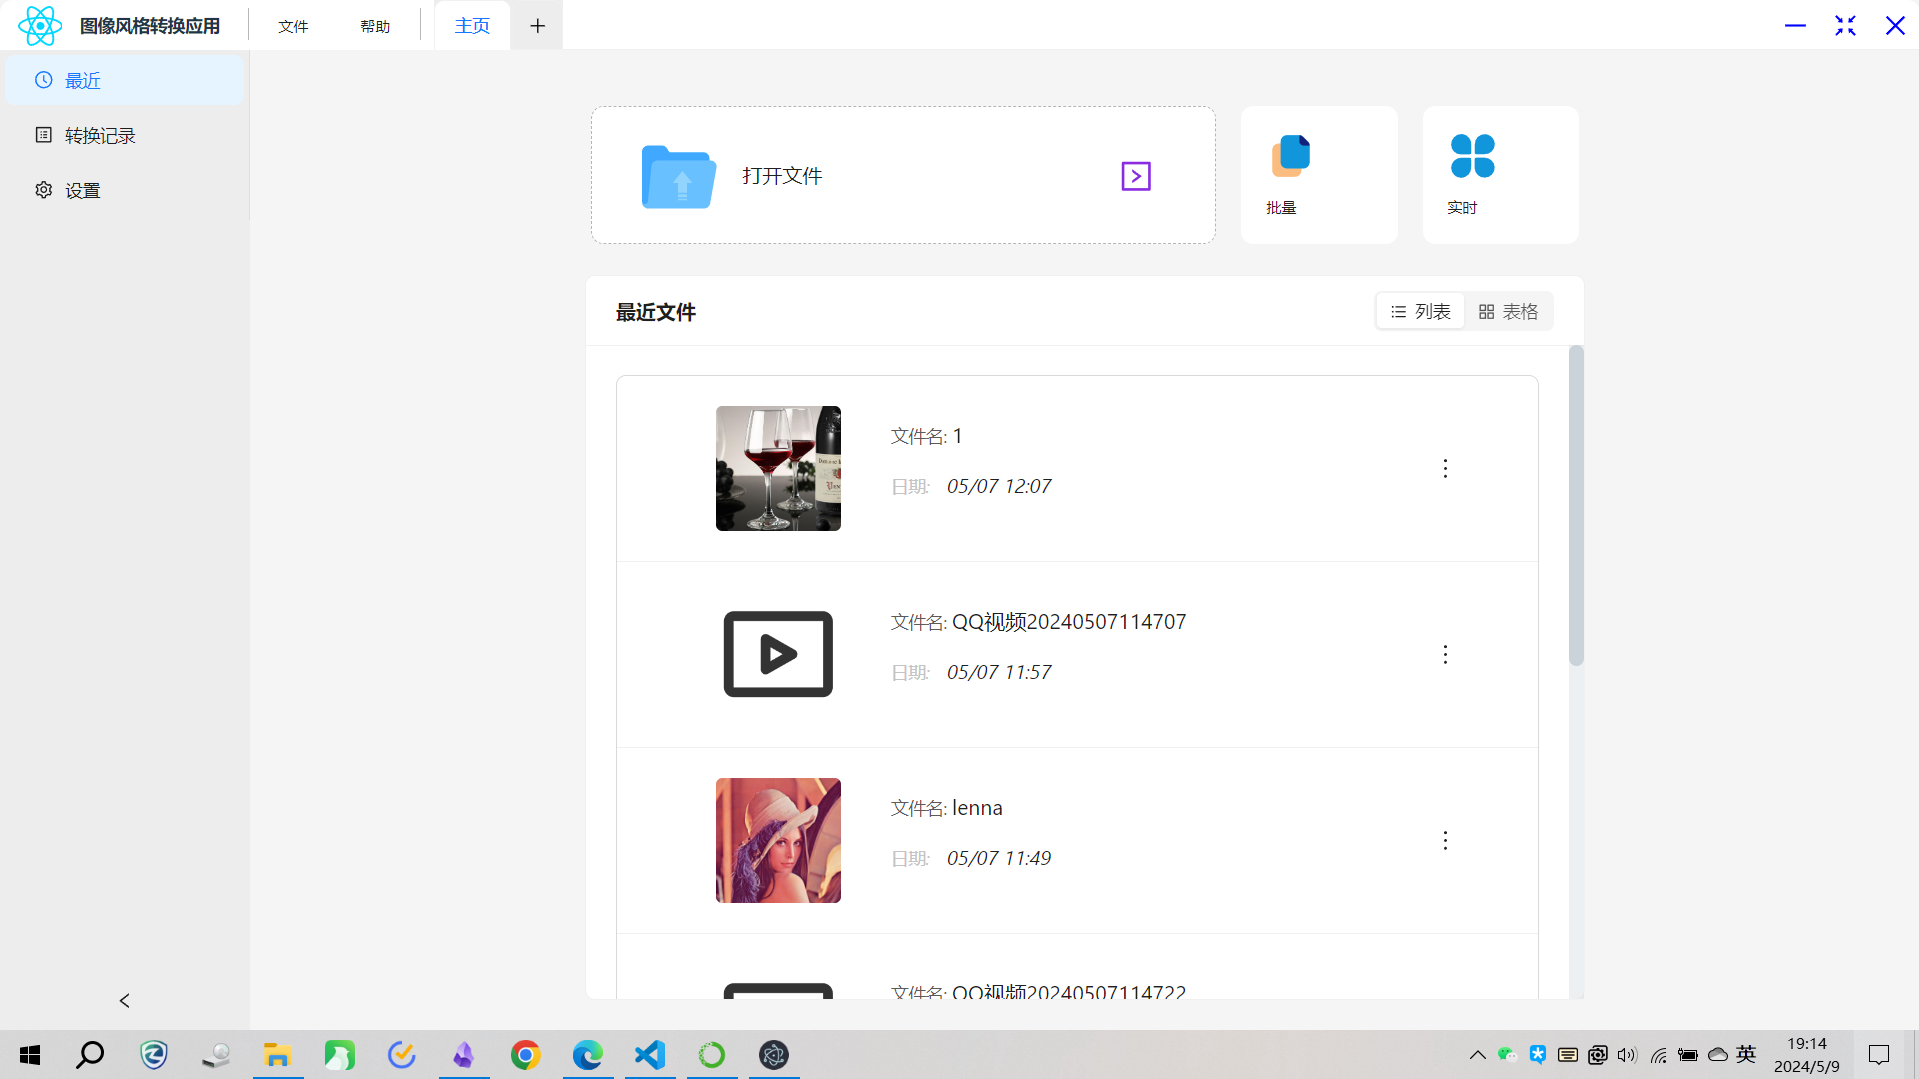 图像风格转换应用
文件
帮助
主页
最近
转换记录
设置
打开文件
批量
实时
最近文件
列表
表格
文件名: 1
日期: 05/07 12:07
文件名: QQ视频20240507114707
日期: 05/07 11:57
文件名: lenna
日期: 05/07 11:49
文件名: QQ视频20240507114722
英
19:14
2024/5/9